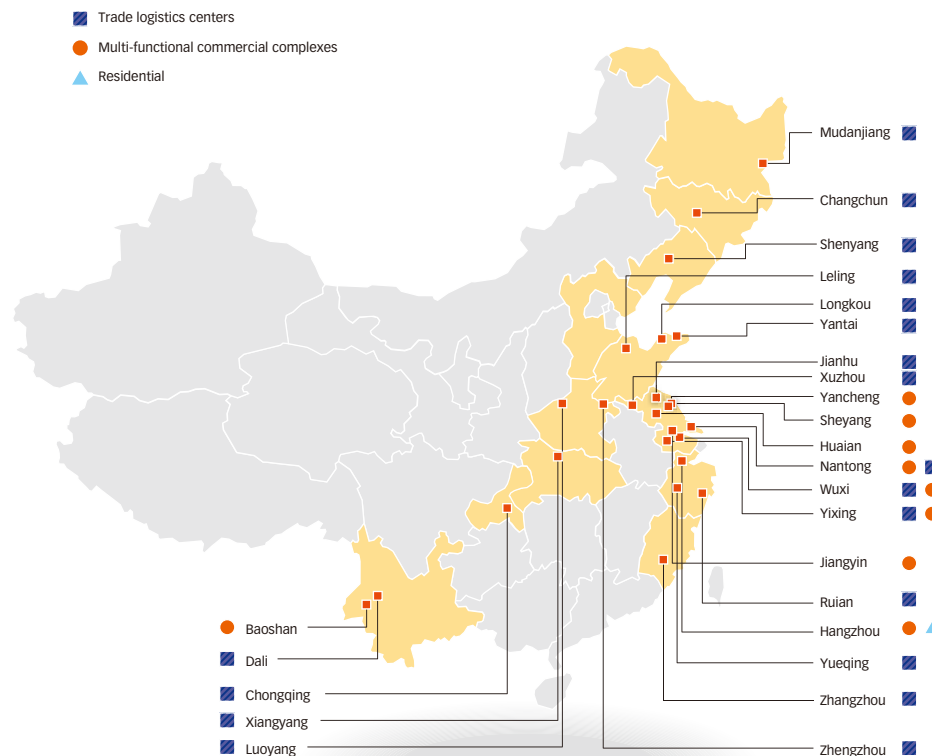 Trade logistics centers
Multi-functional commercial complexes
Residential
Mudanjiang
Changchun
Shenyang
Leling
Longkou
Yantai
Jianhu
Xuzhou
Yancheng
Sheyang
Huaian
Nantong
Wuxi
Yixing
Jiangyin
Ruian
Hangzhou
Yueqing
Zhangzhou
Zhengzhou
Baoshan
Dali
Chongqing
Xiangyang
Luoyang